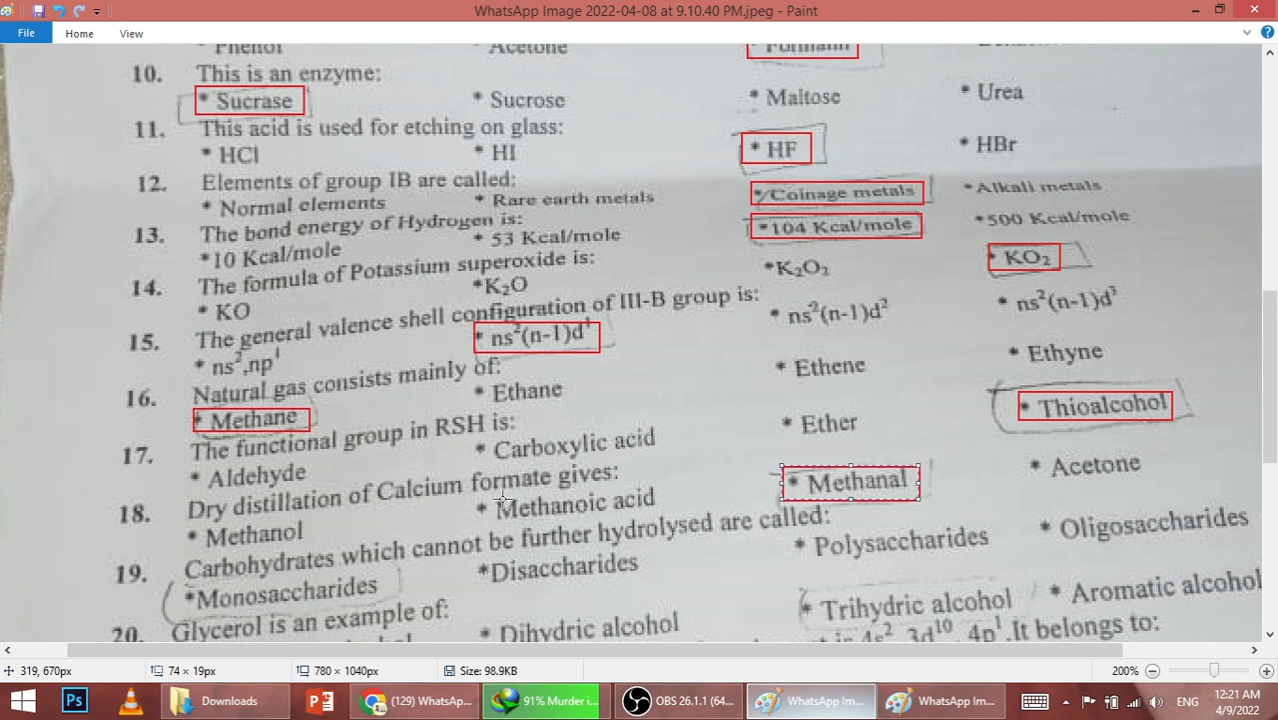 WhatsApp Image 2022-04-08 at 9.10.40 PM.jpeg - Paint
File Home View
* Phenol * Acetone * Formalin
10. This is an enzyme:
* Sucrase * Sucrose * Maltose * Urea
11. This acid is used for etching on glass:
* HCl * HI * HF * HBr
12. Elements of group IB are called:
* Normal elements * Rare earth metals * Coinage metals * Alkali metals
13. The bond energy of Hydrogen is:
*10 Kcal/mole * 53 Kcal/mole *104 Kcal/mole *500 Kcal/mole
14. The formula of Potassium superoxide is:
* KO *K₂O *K₂O₂ * KO₂
15. The general valence shell configuration of III-B group is:
* ns²,np¹ * ns²(n-1)d¹ * ns²(n-1)d² * ns²(n-1)d³
16. Natural gas consists mainly of:
* Methane * Ethane * Ethene * Ethyne
17. The functional group in RSH is:
* Aldehyde * Carboxylic acid * Ether * Thioalcohol
18. Dry distillation of Calcium formate gives:
* Methanol * Methanoic acid * Methanal * Acetone
19. Carbohydrates which cannot be further hydrolysed are called:
*Monosaccharides *Disaccharides * Polysaccharides * Oligosaccharides
20. Glycerol is an example of:
alcohol * Dihydric alcohol * Trihydric alcohol * Aromatic alcohol
is 4s², 3d¹⁰, 4p¹.It belongs to:
319, 670px 74 × 19px 780 × 1040px Size: 98.9KB 200%
Ps Downloads (129) WhatsAp... 91% Murder i... OBS 26.1.1 (64... WhatsApp Im... WhatsApp Im... ENG 12:21 AM
4/9/2022